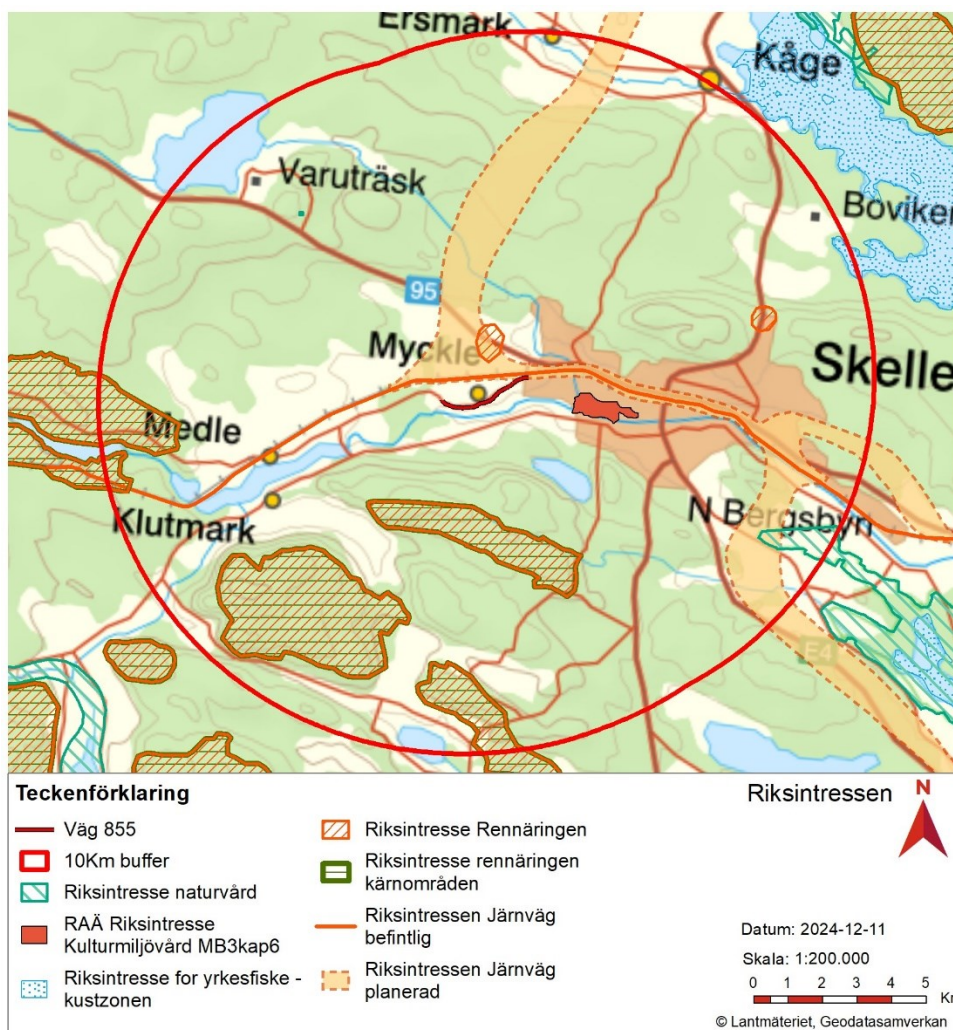 Ersmark
Kåge
Varuträsk
Boviken
95
Myckle
Skelle
Medle
Klutmark
N Bergsbyn
E4
Teckenförklaring
Väg 855
10Km buffer
Riksintresse naturvård
RAÄ Riksintresse
Kulturmiljövård MB3kap6
Riksintresse for yrkesfiske -
kustzonen
Riksintresse Rennäringen
Riksintresse rennäringen
kärnområden
Riksintressen Järnväg
befintlig
Riksintressen Järnväg
planerad
Riksintressen
N
Datum: 2024-12-11
Skala: 1:200.000
0 1 2 3 4 5
Km
© Lantmäteriet, Geodatasamverkan